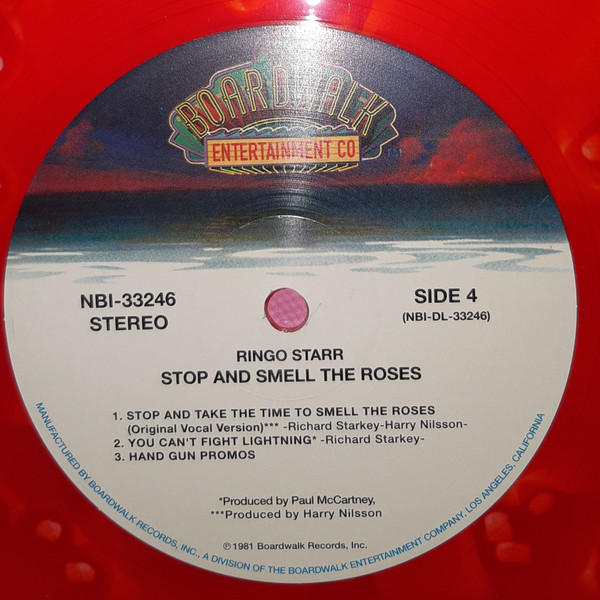 BOARDWALK
ENTERTAINMENT CO
NBI-33246
STEREO
SIDE 4
(NBI-DL-33246)
RINGO STARR
STOP AND SMELL THE ROSES
1. STOP AND TAKE THE TIME TO SMELL THE ROSES
(Original Vocal Version)*** -Richard Starkey-Harry Nilsson-
2. YOU CAN'T FIGHT LIGHTNING* -Richard Starkey-
3. HAND GUN PROMOS
*Produced by Paul McCartney,
***Produced by Harry Nilsson
℗ 1981 Boardwalk Records, Inc.
MANUFACTURED BY BOARDWALK RECORDS, INC., A DIVISION OF THE BOARDWALK ENTERTAINMENT COMPANY, LOS ANGELES, CALIFORNIA